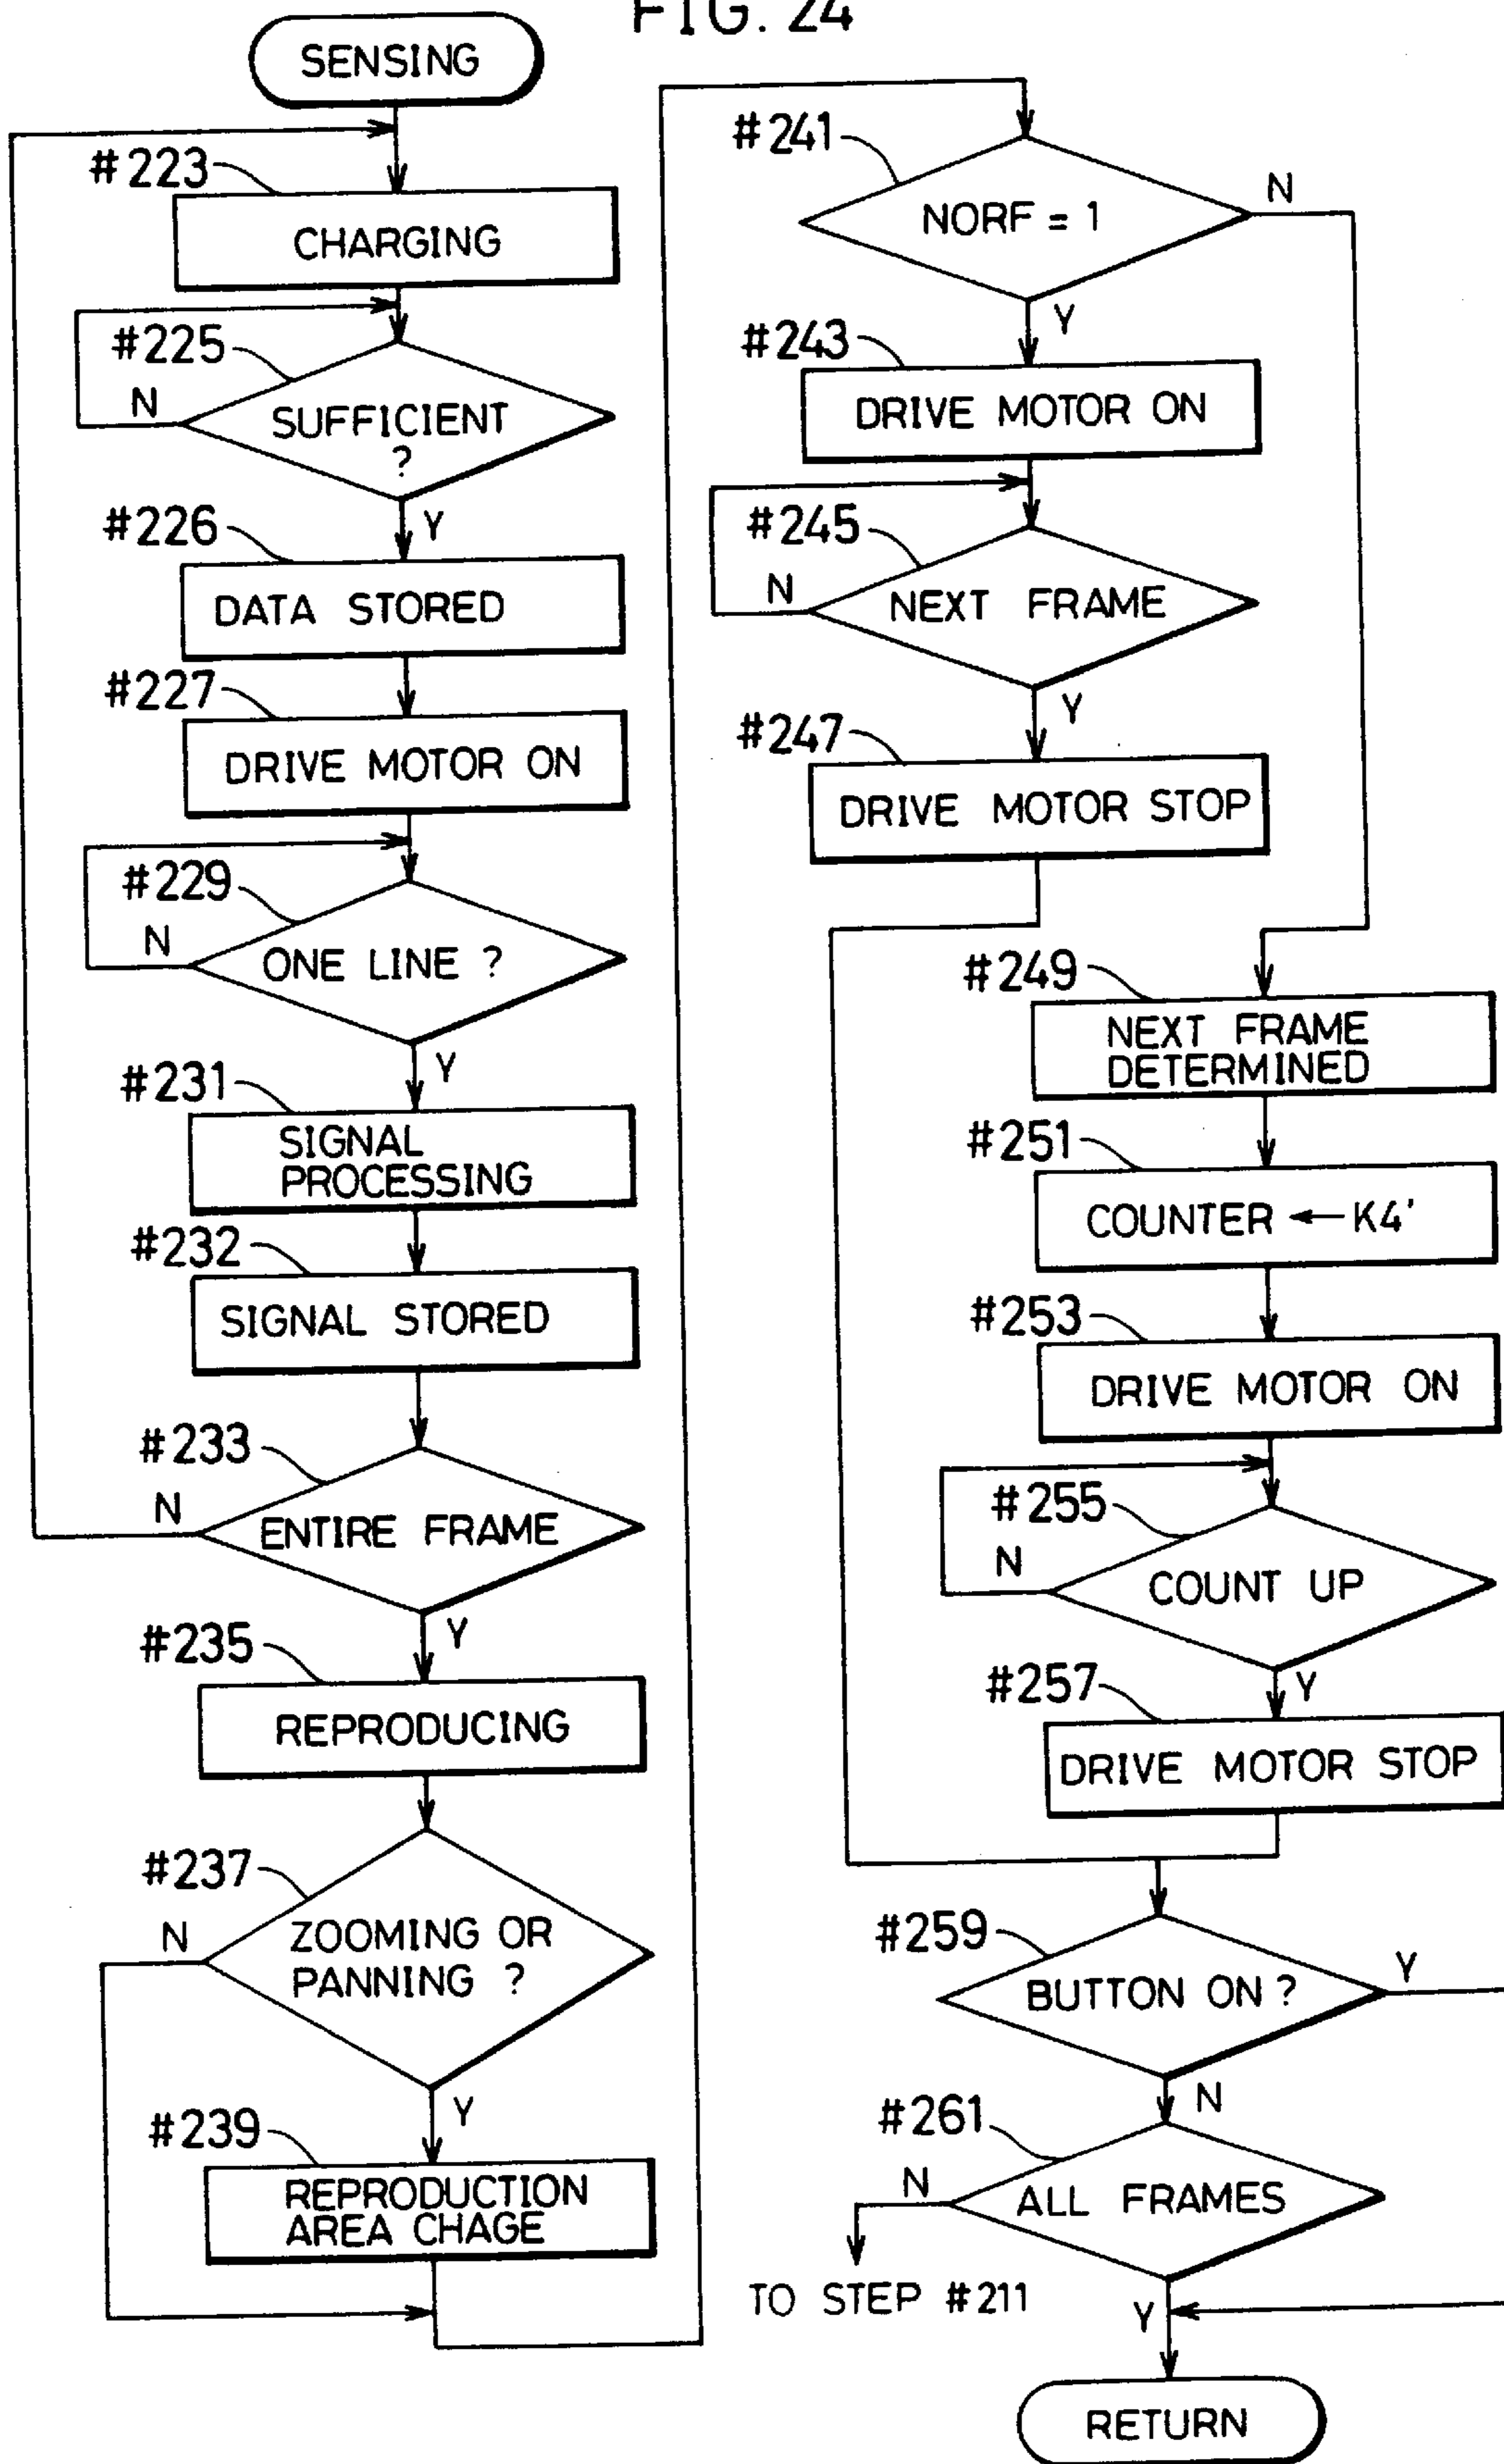 FIG. 24
SENSING
#223
CHARGING
#225
N
SUFFICIENT
?
Y
#226
DATA STORED
#227
DRIVE MOTOR ON
#229
N
ONE LINE ?
Y
#231
SIGNAL
PROCESSING
#232
SIGNAL STORED
#233
N
ENTIRE FRAME
Y
#235
REPRODUCING
#237
N
ZOOMING OR
PANNING ?
Y
#239
REPRODUCTION
AREA CHAGE
#241
N
NORF = 1
Y
#243
DRIVE MOTOR ON
#245
N
NEXT FRAME
Y
#247
DRIVE MOTOR STOP
#249
NEXT FRAME
DETERMINED
#251
COUNTER ← K4'
#253
DRIVE MOTOR ON
#255
N
COUNT UP
Y
#257
DRIVE MOTOR STOP
#259
Y
BUTTON ON ?
N
#261
N
ALL FRAMES
TO STEP #211
Y
RETURN